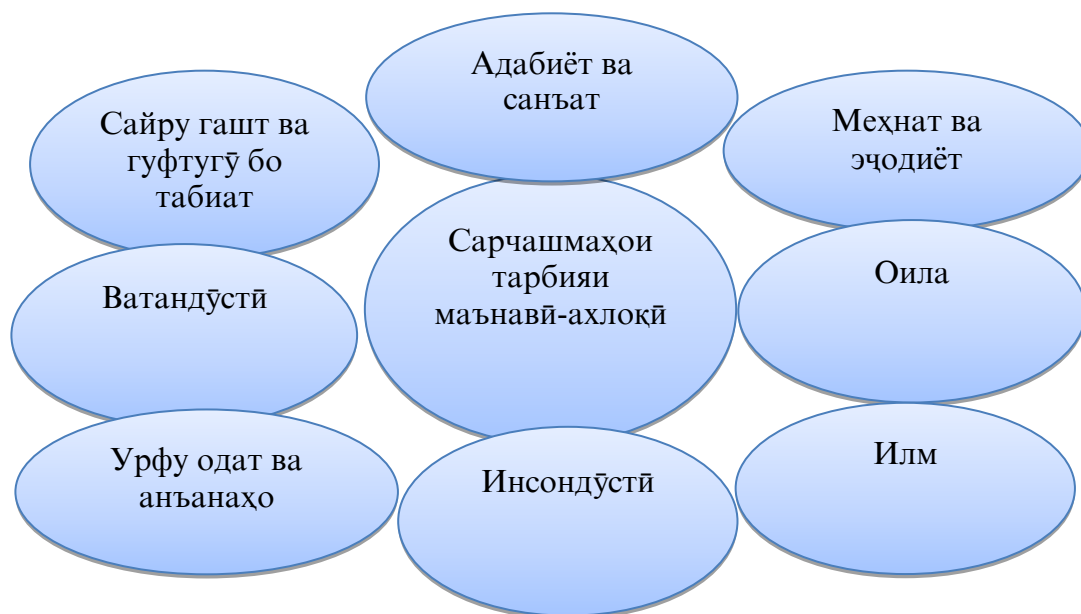 Адабиёт ва
санъат
Сайру гашт ва
гуфтугӯ бо
табиат
Меҳнат ва
эҷодиёт
Сарчашмаҳои
тарбияи
маънавӣ-ахлоқӣ
Ватандӯстӣ
Оила
Урфу одат ва
анъанаҳо
Инсондӯстӣ
Илм